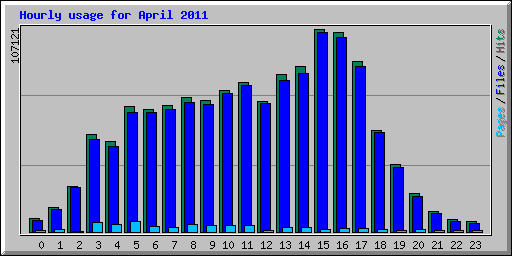 Hourly usage for April 2011
107121
Pages/Files/Hits
0 1 2 3 4 5 6 7 8 9 10 11 12 13 14 15 16 17 18 19 20 21 22 23